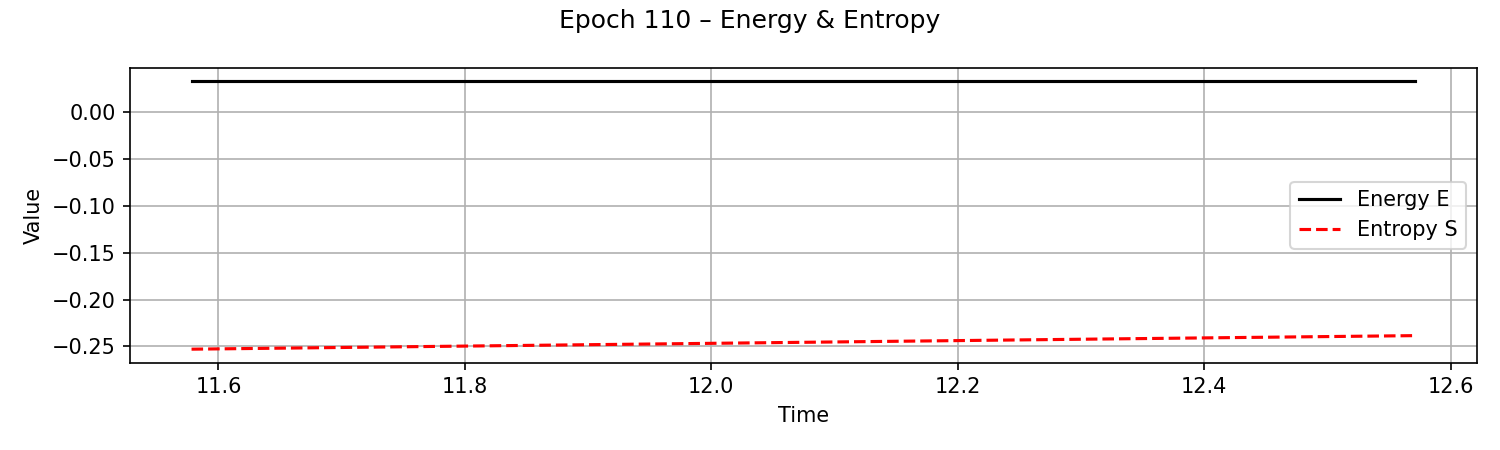 Epoch 110 – Energy & Entropy
Value
0.00
−0.05
−0.10
−0.15
−0.20
−0.25
Energy E
Entropy S
11.6 11.8 12.0 12.2 12.4 12.6
Time